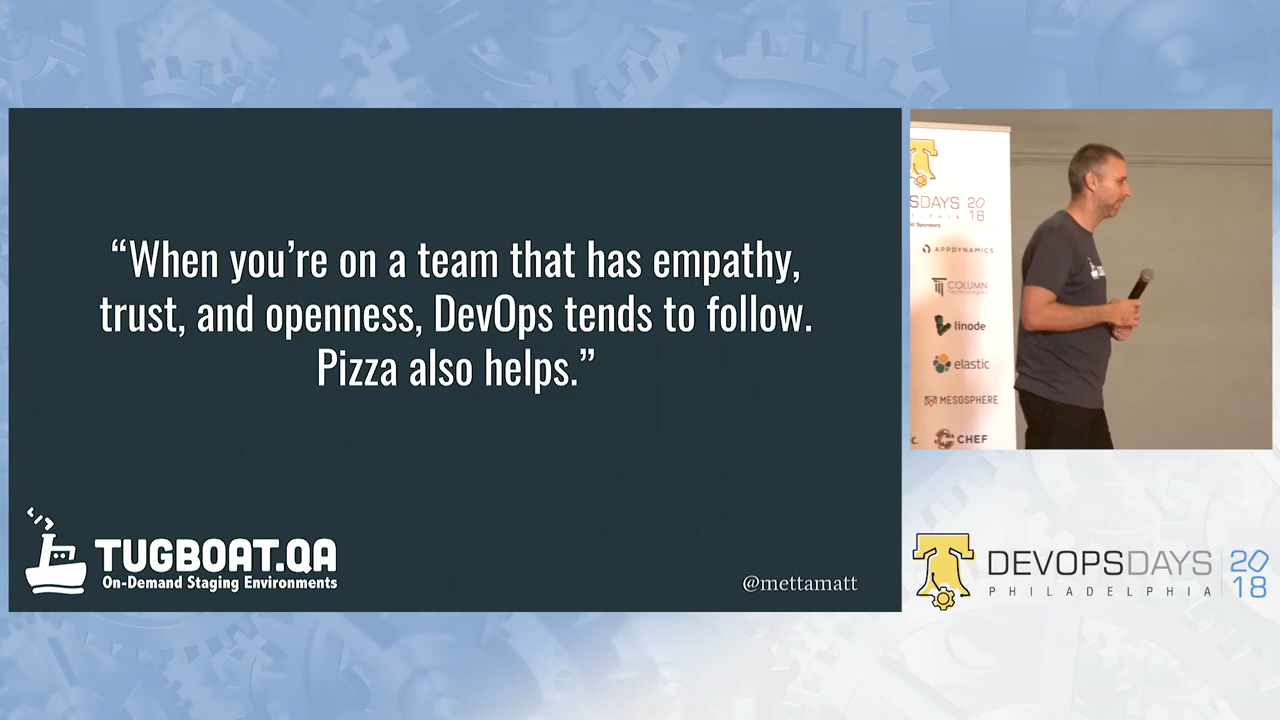 “When you’re on a team that has empathy,
trust, and openness, DevOps tends to follow.
Pizza also helps.”
TUGBOAT.QA
On-Demand Staging Environments
@mettamatt
SDAYS 20
18
Sponsors
APPDYNAMICS
COLUMN
Technologies
linode
elastic
MESOSPHERE
CHEF
DEVOPSDAYS 20
PHILADELPHIA 18